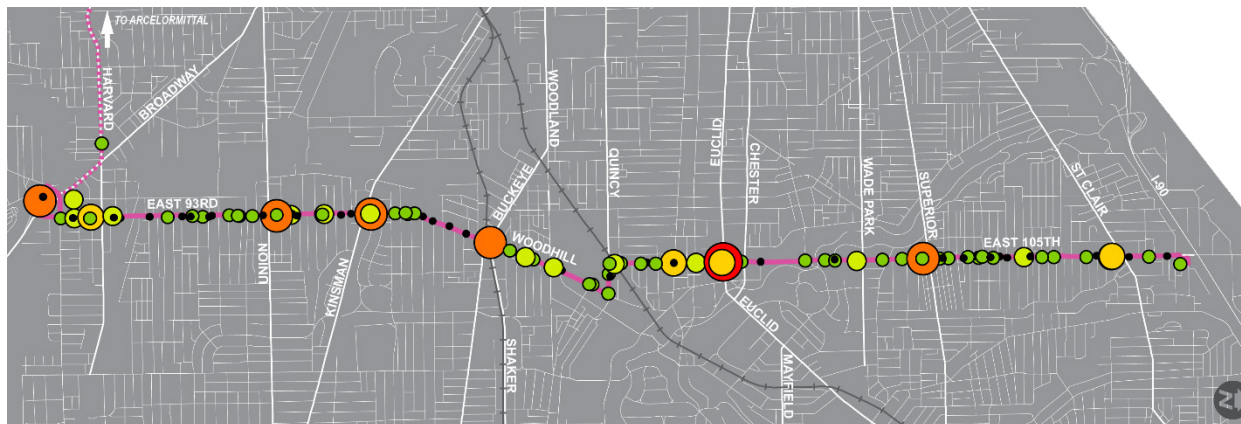 TO ARCELORMITTAL
HARVARD
BROADWAY
EAST 93RD
UNION
KINSMAN
BUCKEYE
SHAKER
WOODHILL
WOODLAND
QUINCY
EUCLID
CHESTER
EUCLID
MAYFIELD
WADE PARK
SUPERIOR
EAST 105TH
ST CLAIR
I-90
N